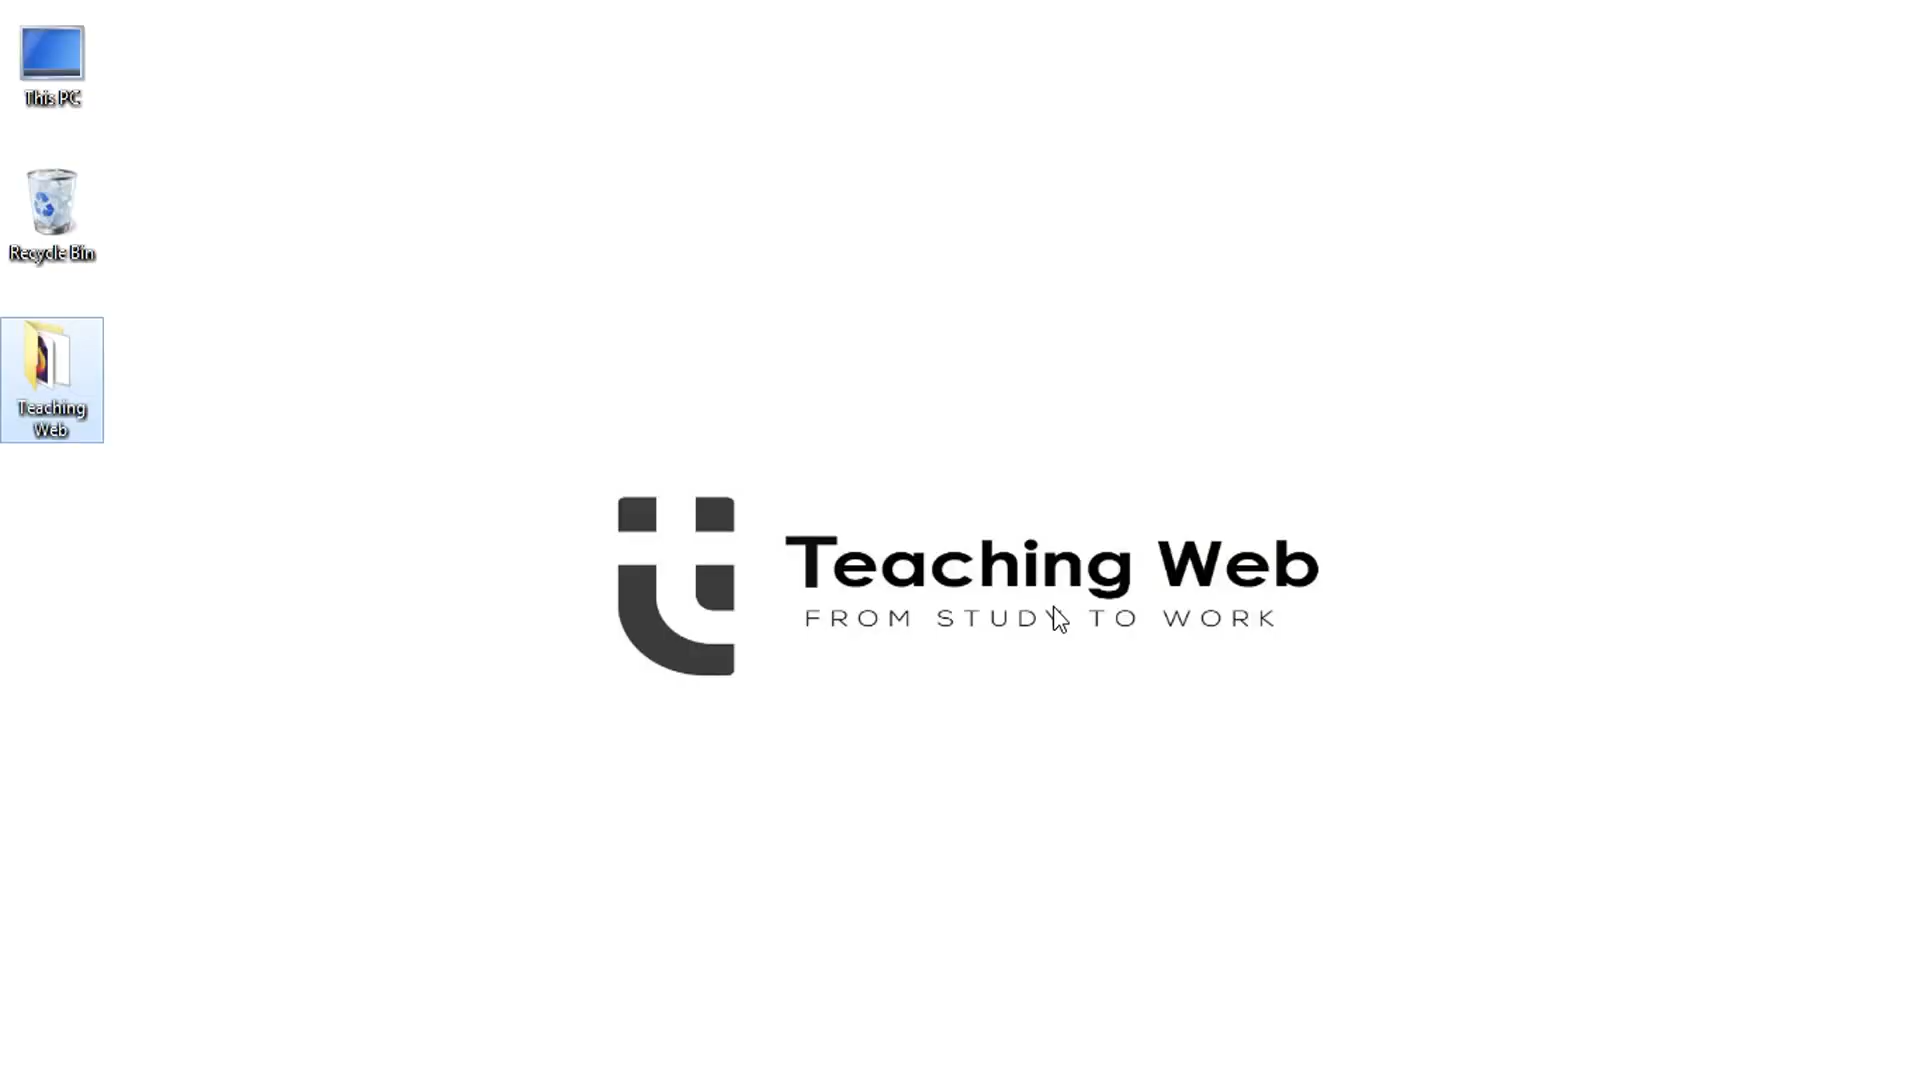 This PC
Recycle Bin
Teaching
Web
Teaching Web
FROM STUDY TO WORK